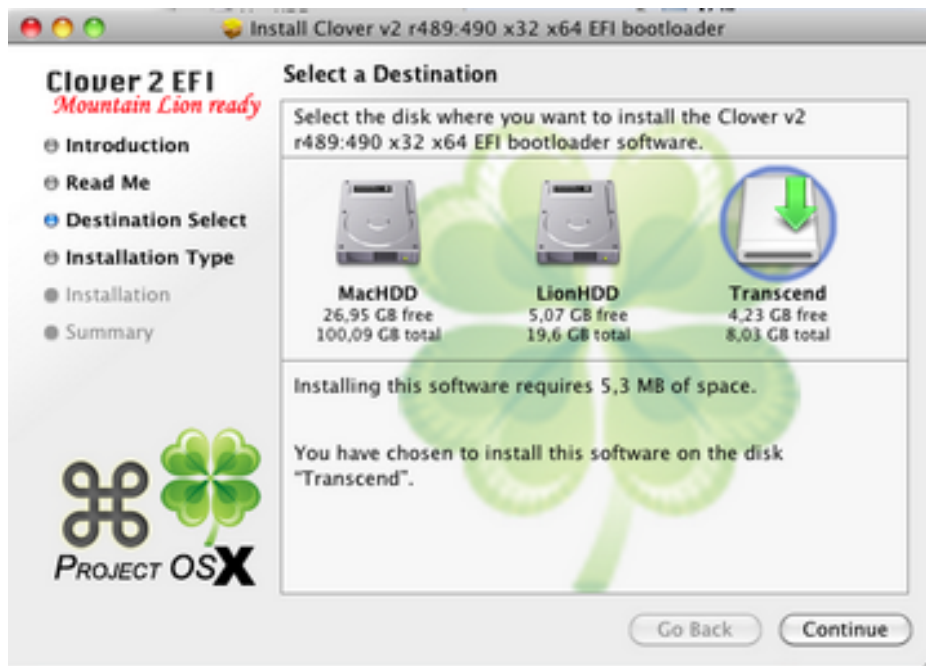 Install Clover v2 r489:490 x32 x64 EFI bootloader
Clover 2 EFI
Mountain Lion ready
Introduction
Read Me
Destination Select
Installation Type
Installation
Summary
PROJECT OSX
Select a Destination
Select the disk where you want to install the Clover v2
r489:490 x32 x64 EFI bootloader software.
MacHDD
26,95 GB free
100,09 GB total
LionHDD
5,07 GB free
19,6 GB total
Transcend
4,23 GB free
8,03 GB total
Installing this software requires 5,3 MB of space.
You have chosen to install this software on the disk
“Transcend”.
Go Back
Continue